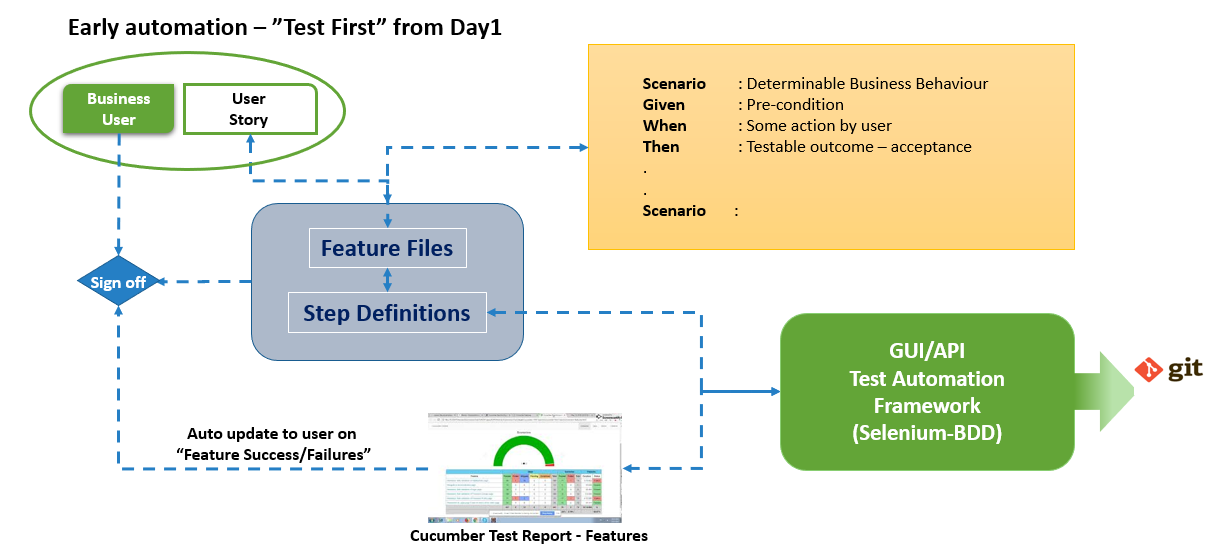 Early automation – ”Test First” from Day1
Business
User
User
Story
Scenario : Determinable Business Behaviour
Given : Pre-condition
When : Some action by user
Then : Testable outcome – acceptance
.
.
Scenario :
Feature Files
Step Definitions
Sign off
GUI/API
Test Automation
Framework
(Selenium-BDD)
git
Auto update to user on
“Feature Success/Failures”
Cucumber Test Report - Features